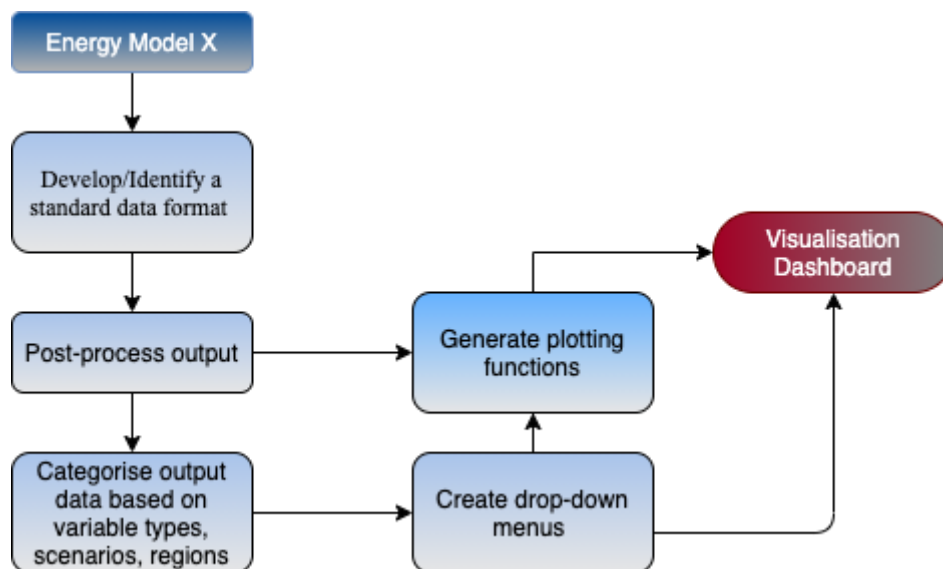 Energy Model X
Develop/Identify a
standard data format
Visualisation
Dashboard
Post-process output
Generate plotting
functions
Categorise output
data based on
variable types,
scenarios, regions
Create drop-down
menus